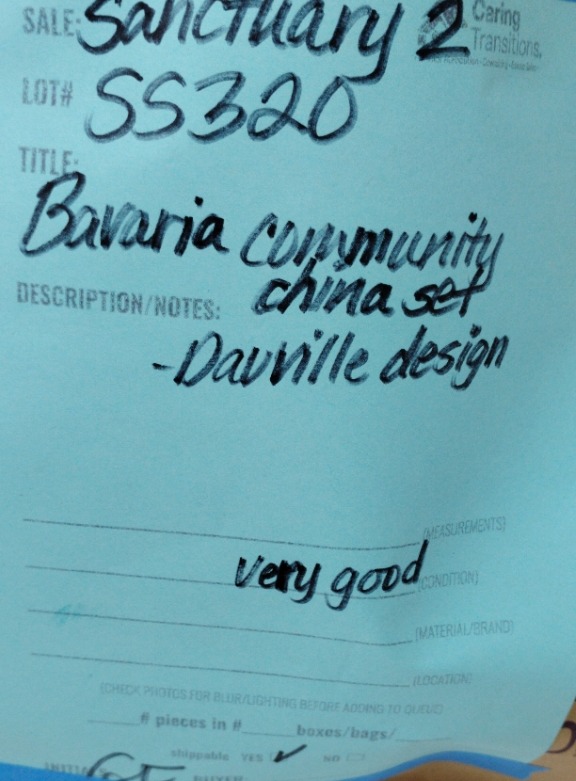 SALE: Sanctuary 2 Caring
Transitions.
LOT# SS320
TITLE:
Bavaria community
china set
DESCRIPTION/NOTES:
-Dauville design
(MEASUREMENTS)
very good (CONDITION)
(MATERIAL/BRAND)
(LOCATION)
(CHECK PHOTOS FOR BLUR/LIGHTING BEFORE ADDING TO QUEUE)
# pieces in # boxes/bags/
shippable YES ✓ NO